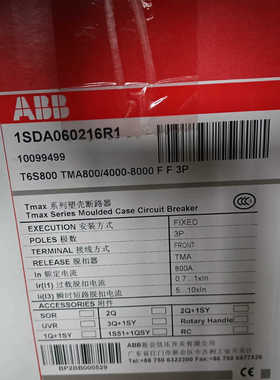 ABB
1SDA060216R1
10099499
T6S800 TMA800/4000-8000 F F 3P
Tmax 系列塑壳断路器
Tmax Series Moulded Case Circuit Breaker
EXECUTION 安装方式 FIXED
POLES 极数 3P
TERMINAL 接线方式 FRONT
RELEASE 脱扣器 TMA
In 额定电流 800A
Ir(I1) 过载脱扣电流 0.7...1xIn
Ii(I3) 瞬时短路脱扣电流 5...10xIn
ACCESSORIES 附件
SOR 2Q 2Q+1SY
UVR 3Q+1SY Rotary Handle
1Q+1SY 1S51+1QSY RC
ABB
BP2BB000529